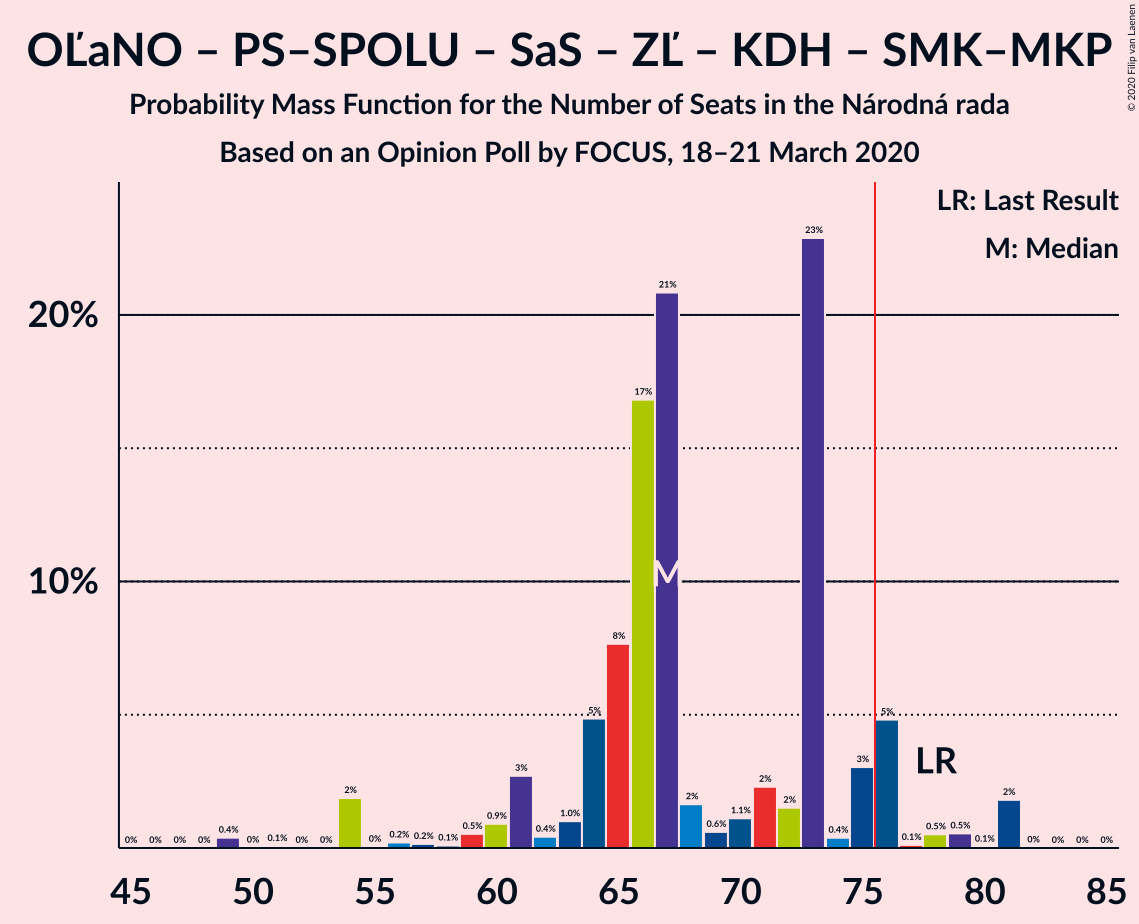 OĽaNO – PS–SPOLU – SaS – ZĽ – KDH – SMK–MKP
Probability Mass Function for the Number of Seats in the Národná rada
Based on an Opinion Poll by FOCUS, 18–21 March 2020
© 2020 Filip van Laenen
LR: Last Result
M: Median
20%
10%
0% 0% 0% 0% 0.4% 0% 0.1% 0% 0% 2% 0% 0.2% 0.2% 0.1% 0.5% 0.9% 3% 0.4% 1.0% 5% 8% 17% 21% 2% 0.6% 1.1% 2% 2% 23% 0.4% 3% 5% 0.1% 0.5% 0.5% 0.1% 2% 0% 0% 0% 0%
M
LR
45 50 55 60 65 70 75 80 85